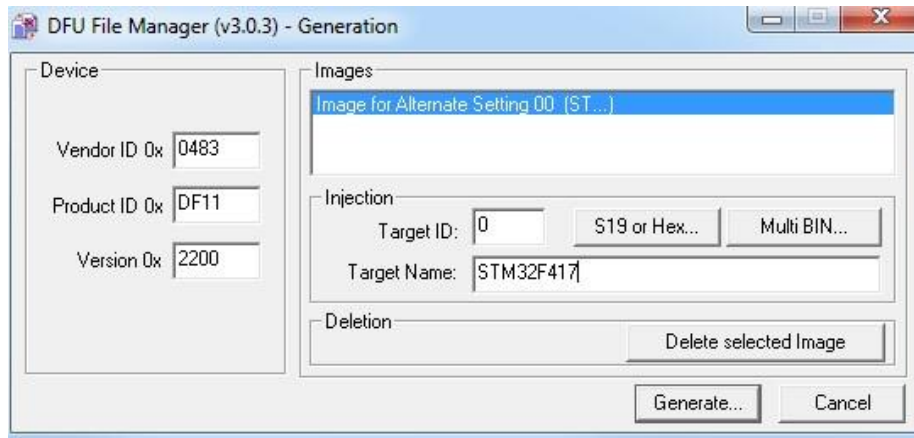 DFU File Manager (v3.0.3) - Generation
Device
Vendor ID 0x 0483
Product ID 0x DF11
Version 0x 2200
Images
Image for Alternate Setting 00 (ST...)
Injection
Target ID: 0 S19 or Hex... Multi BIN...
Target Name: STM32F417
Deletion
Delete selected Image
Generate... Cancel